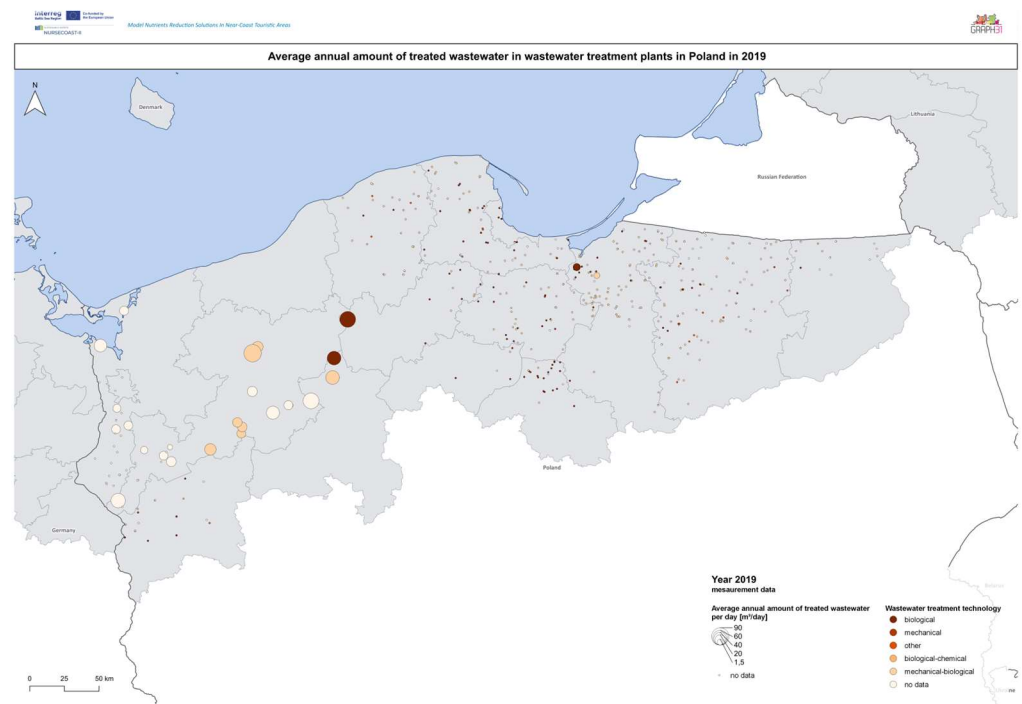 interreg
Baltic Sea Region
Co-funded by
the European Union
NURSECOAST-II
Model Nutrients Reduction Solutions in Near-Coast Touristic Areas
GRAPH31
Average annual amount of treated wastewater in wastewater treatment plants in Poland in 2019
N
Denmark
Lithuania
Russian Federation
Poland
Germany
Belarus
Year 2019
mesaurement data
Average annual amount of treated wastewater
per day [m³/day]
90
60
40
20
1,5
no data
Wastewater treatment technology
biological
mechanical
other
biological-chemical
mechanical-biological
no data
0 25 50 km